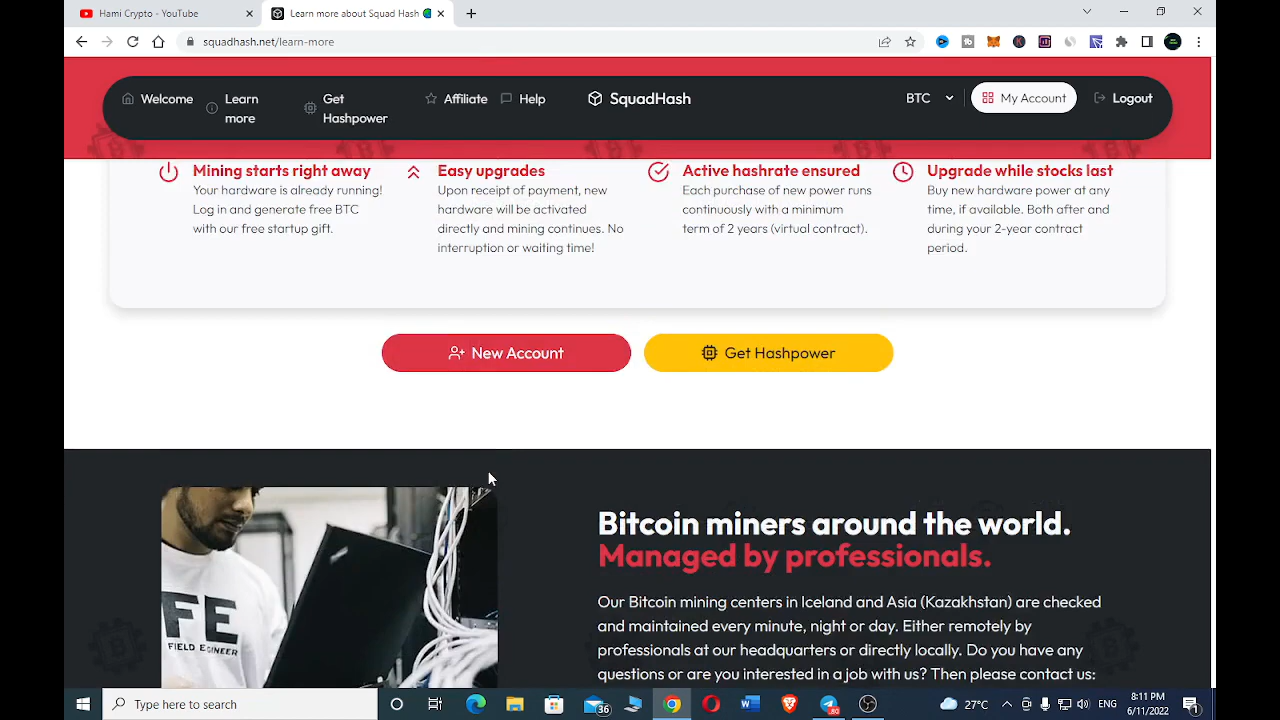 Hami Crypto - YouTube
Learn more about Squad Hash
squadhash.net/learn-more
Welcome
Learn more
Get Hashpower
Affiliate
Help
SquadHash
BTC
My Account
Logout
Mining starts right away
Your hardware is already running!
Log in and generate free BTC
with our free startup gift.
Easy upgrades
Upon receipt of payment, new
hardware will be activated
directly and mining continues. No
interruption or waiting time!
Active hashrate ensured
Each purchase of new power runs
continuously with a minimum
term of 2 years (virtual contract).
Upgrade while stocks last
Buy new hardware power at any
time, if available. Both after and
during your 2-year contract
period.
New Account
Get Hashpower
FE
FIELD ENGINEER
Bitcoin miners around the world.
Managed by professionals.
Our Bitcoin mining centers in Iceland and Asia (Kazakhstan) are checked
and maintained every minute, night or day. Either remotely by
professionals at our headquarters or directly locally. Do you have any
questions or are you interested in a job with us? Then please contact us:
Type here to search
36
27°C
ENG
8:11 PM
6/11/2022